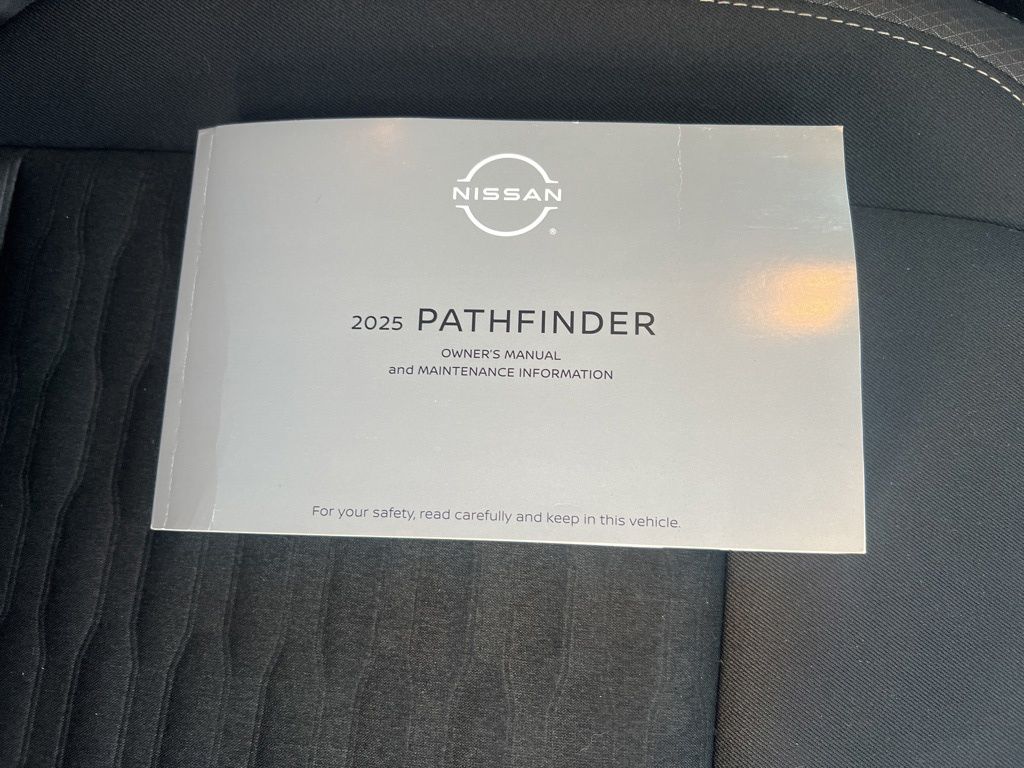 NISSAN
®
2025 PATHFINDER
OWNER'S MANUAL
and MAINTENANCE INFORMATION
For your safety, read carefully and keep in this vehicle.